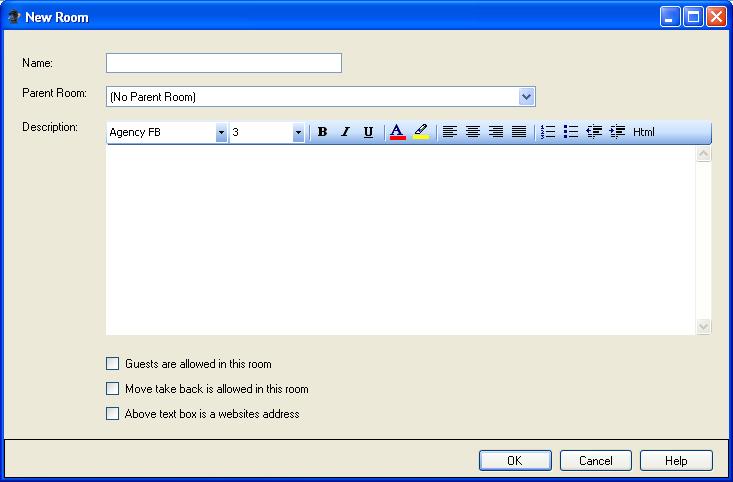 New Room
Name:
Parent Room: (No Parent Room)
Description: Agency FB 3 B I U A Html
Guests are allowed in this room
Move take back is allowed in this room
Above text box is a websites address
OK Cancel Help